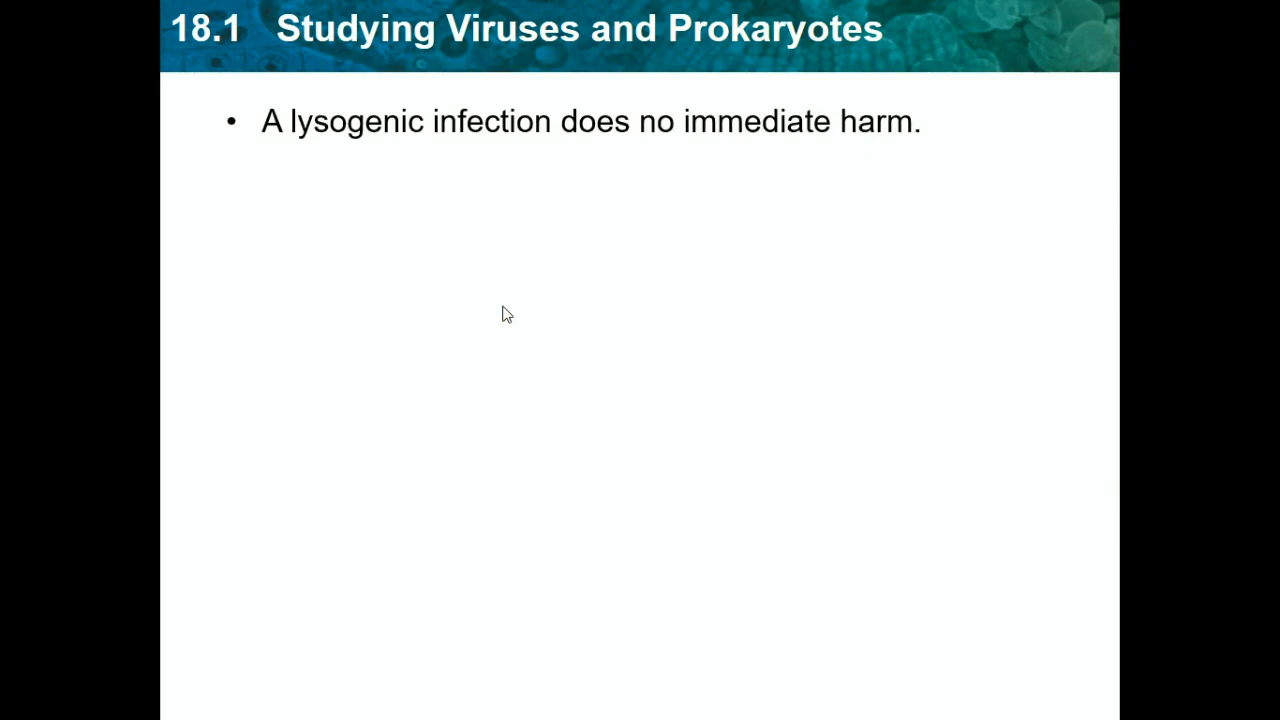 18.1 Studying Viruses and Prokaryotes
• A lysogenic infection does no immediate harm.